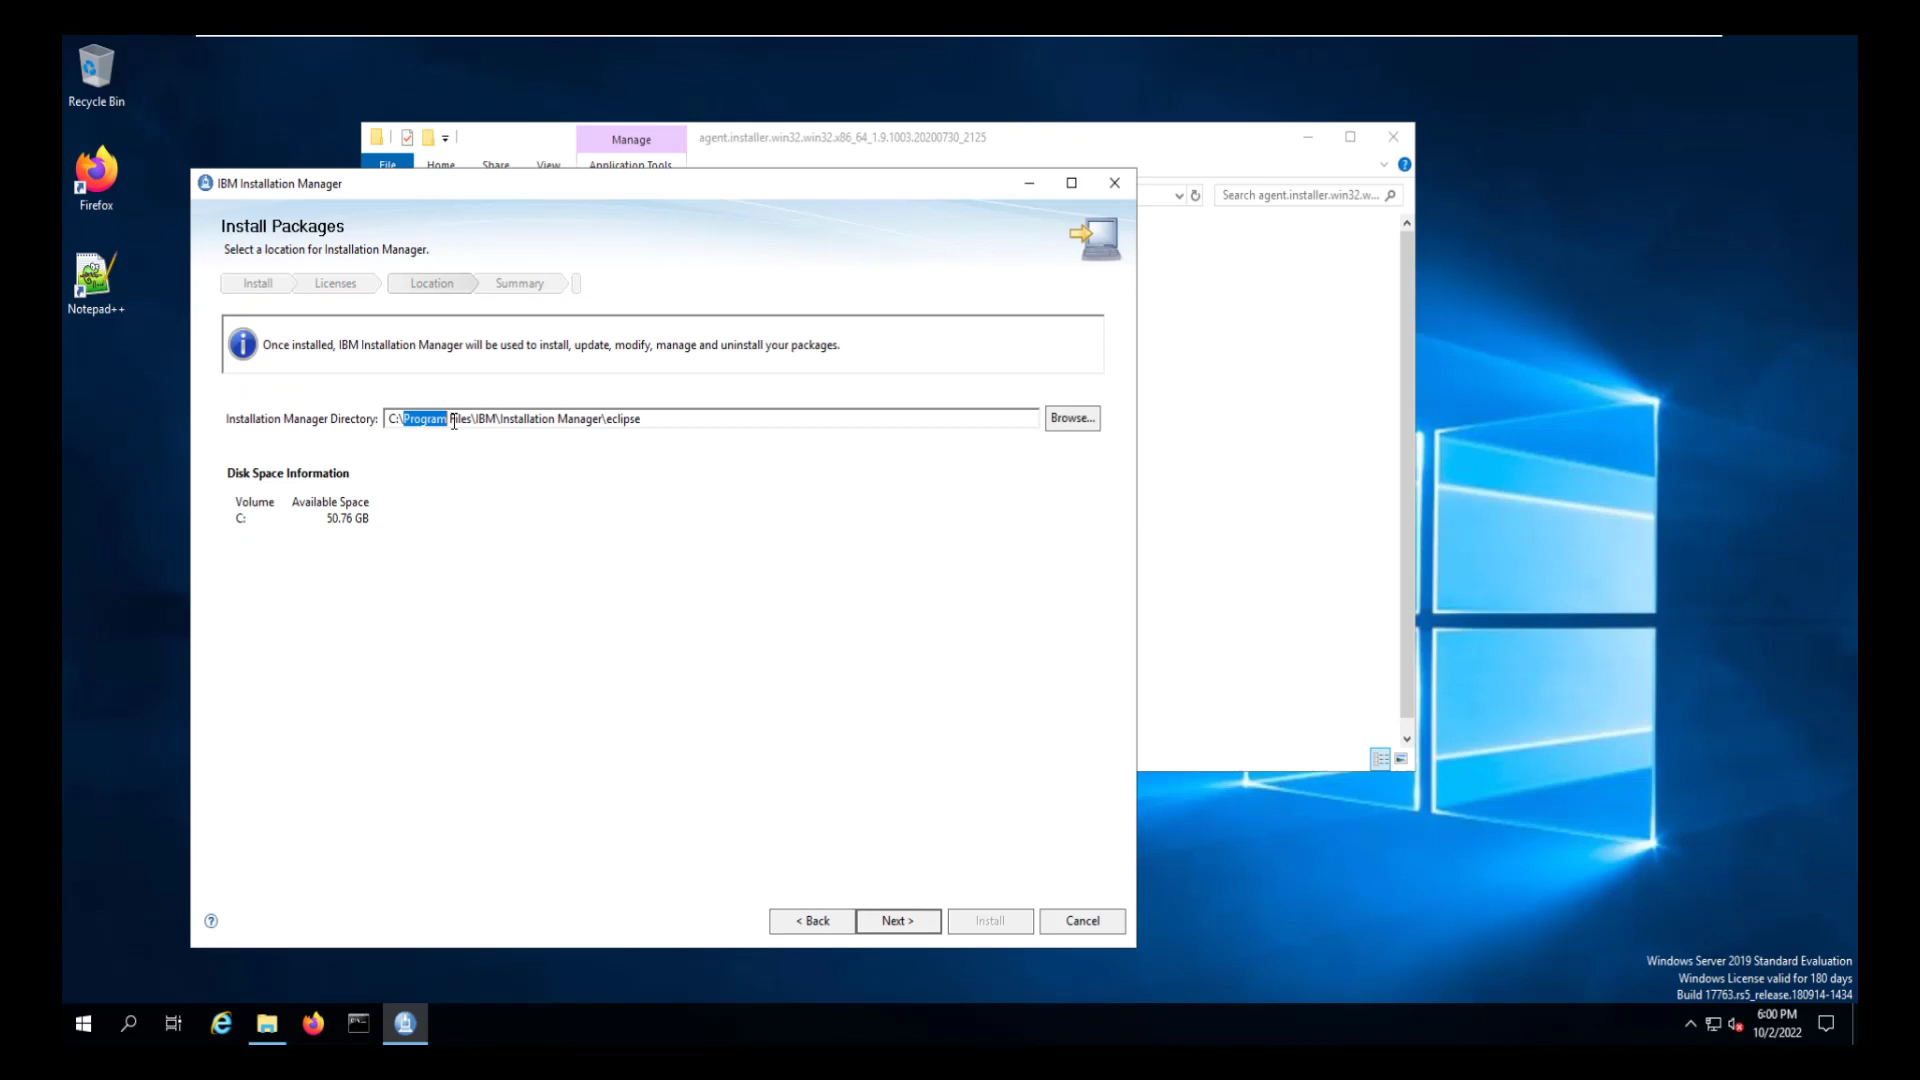 Recycle Bin
Firefox
Notepad++
Manage
agent.installer.win32.win32.x86_64_1.9.1003.20200730_2125
File
Home
Share
View
Application Tools
Search agent.installer.win32.w...
IBM Installation Manager
Install Packages
Select a location for Installation Manager.
Install
Licenses
Location
Summary
Once installed, IBM Installation Manager will be used to install, update, modify, manage and uninstall your packages.
Installation Manager Directory: C:\Program Files\IBM\Installation Manager\eclipse
Browse...
Disk Space Information
Volume Available Space
C: 50.76 GB
< Back
Next >
Install
Cancel
Windows Server 2019 Standard Evaluation
Windows License valid for 180 days
Build 17763.rs5_release.180914-1434
6:00 PM
10/2/2022